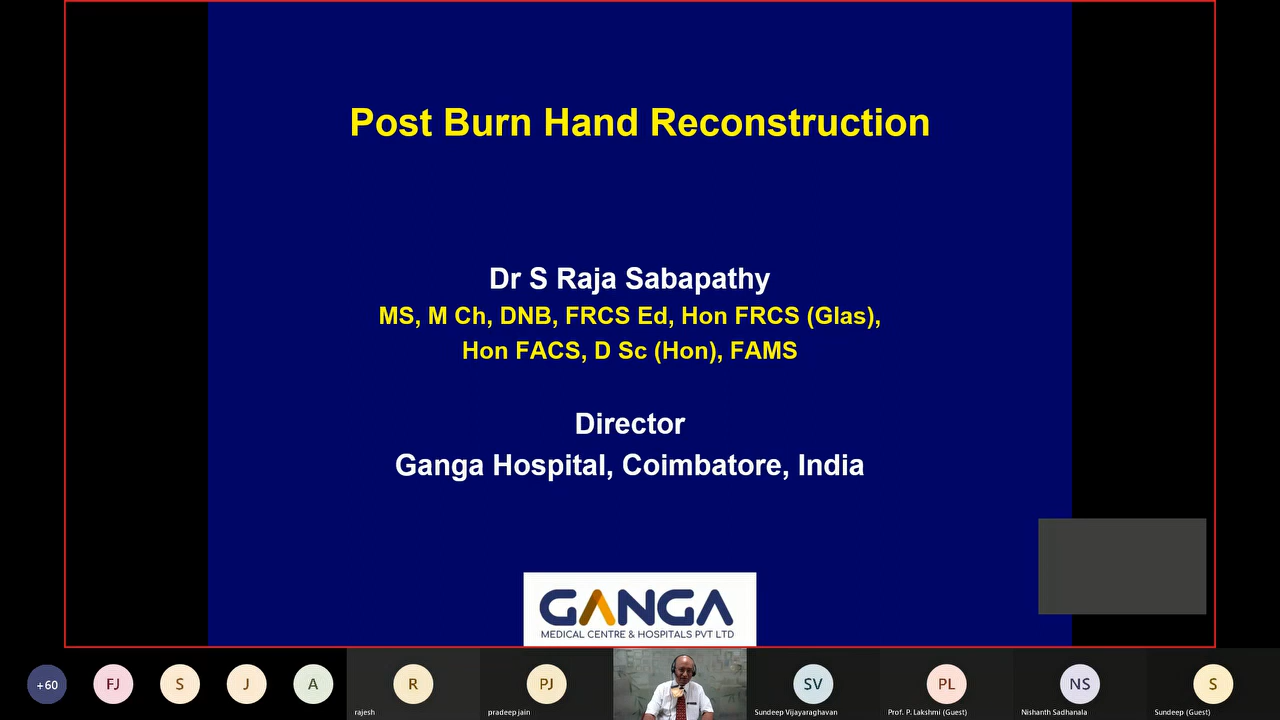 Post Burn Hand Reconstruction
Dr S Raja Sabapathy
MS, M Ch, DNB, FRCS Ed, Hon FRCS (Glas),
Hon FACS, D Sc (Hon), FAMS
Director
Ganga Hospital, Coimbatore, India
GANGA
MEDICAL CENTRE & HOSPITALS PVT LTD
+60
FJ
S
J
A
R
rajesh
PJ
pradeep jain
SV
Sundeep Vijayaraghavan
PL
Prof. P. Lakshmi (Guest)
NS
Nishanth Sadhanala
S
Sundeep (Guest)